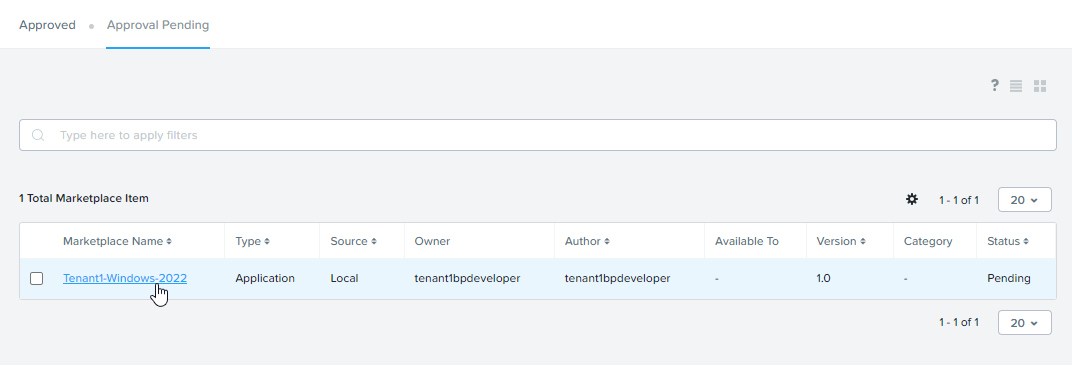 Approved Approval Pending
?
Type here to apply filters
1 Total Marketplace Item 1 - 1 of 1 20
Marketplace Name Type Source Owner Author Available To Version Category Status
Tenant1-Windows-2022 Application Local tenant1bpdeveloper tenant1bpdeveloper - 1.0 - Pending
1 - 1 of 1 20